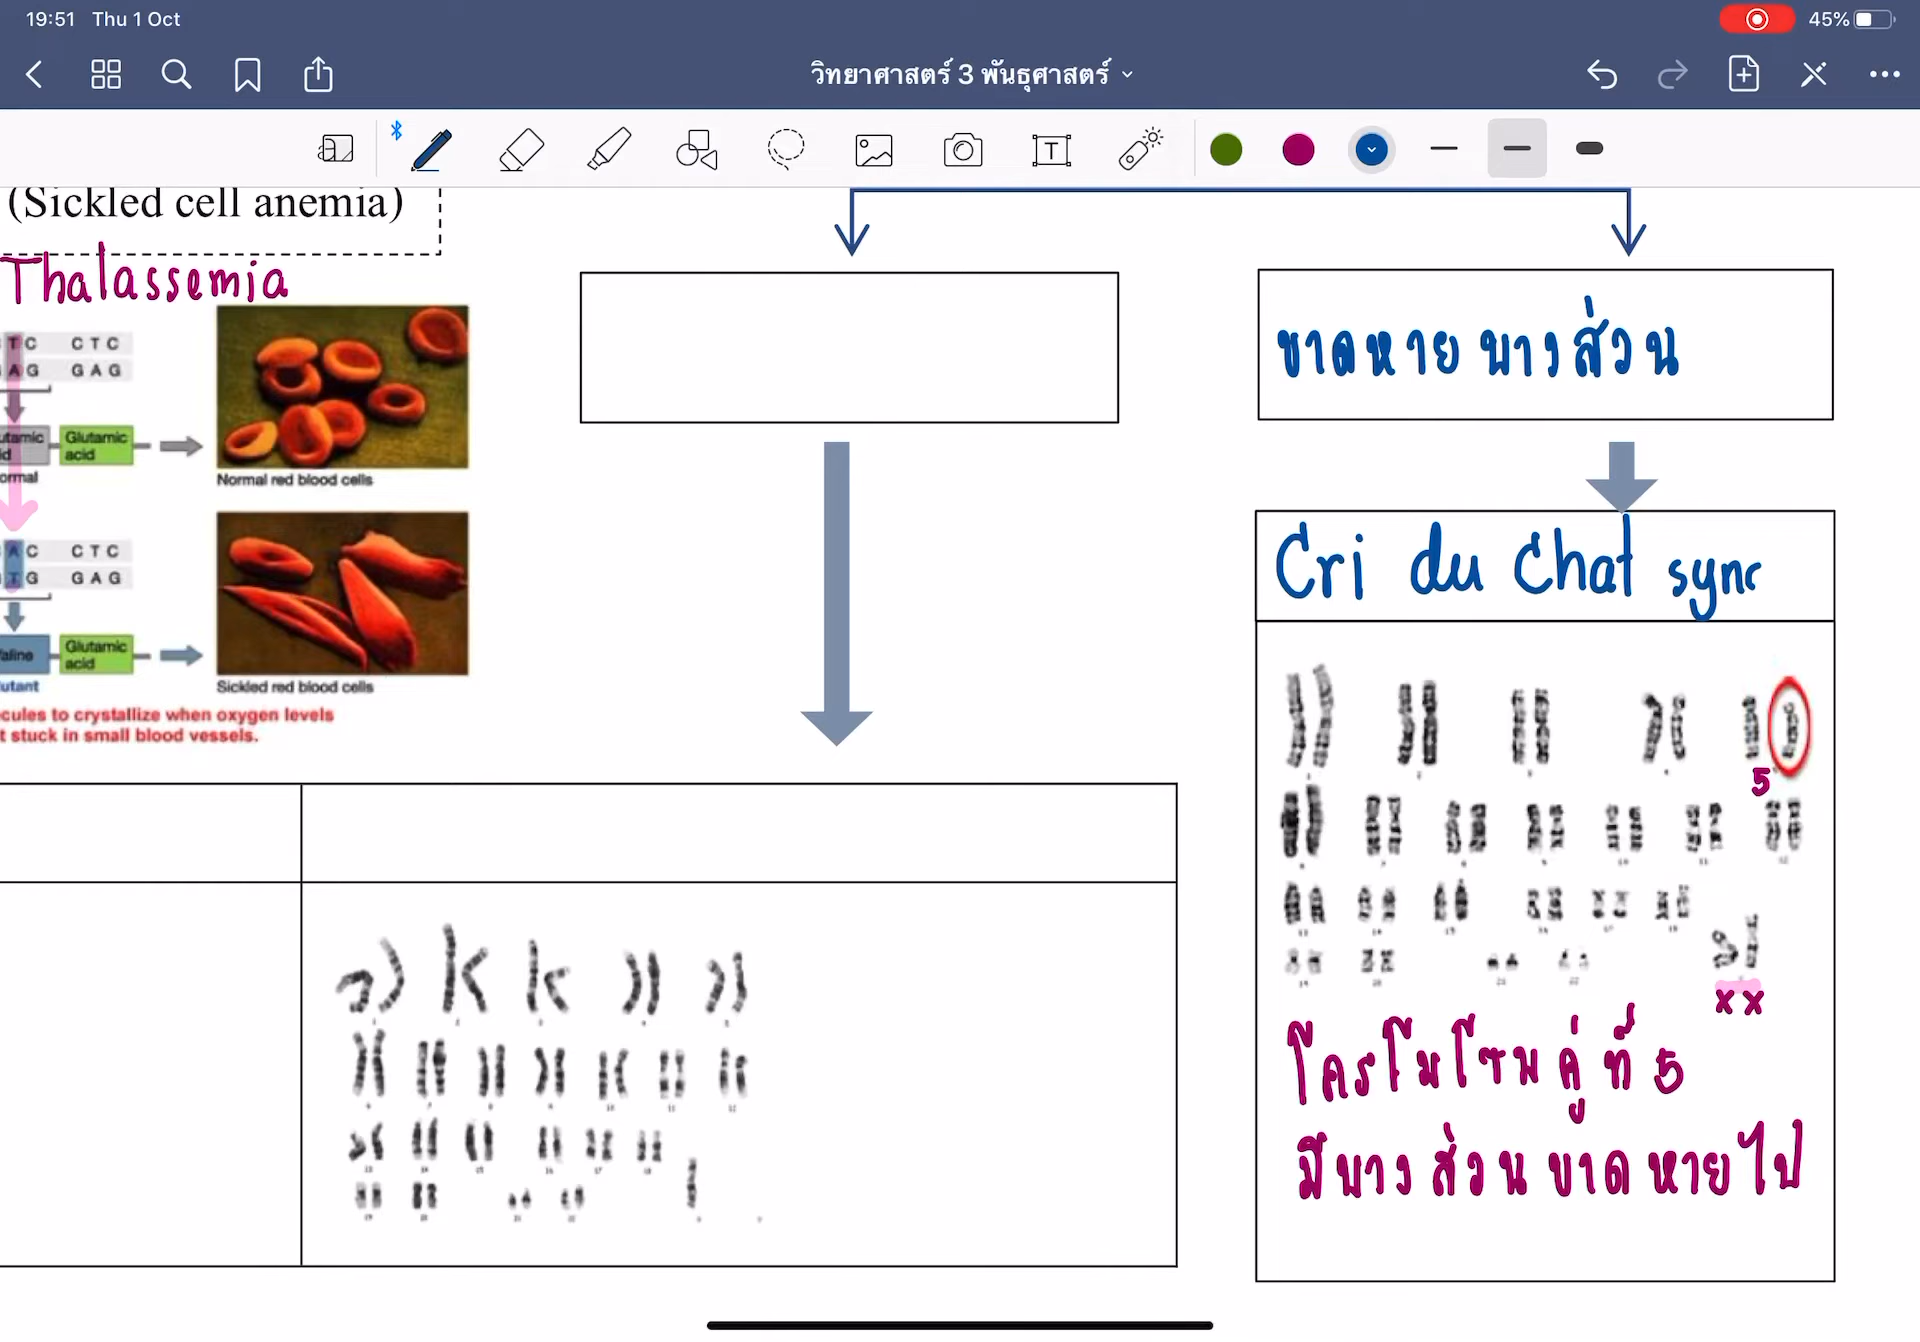 19:51 Thu 1 Oct
45%
วิทยาศาสตร์ 3 พันธุศาสตร์
(Sickled cell anemia)
Thalassemia
T C CTC
A G GAG
Glutamic
acid
Normal red blood cells
A C CTC
T G GAG
Glutamic
acid
Sickled red blood cells
to crystallize when oxygen levels
stuck in small blood vessels.
ขาดหายบางส่วน
Cri du Chat
5
x x
โครโมโซมคู่ที่ 5
มีบางส่วนขาดหายไป